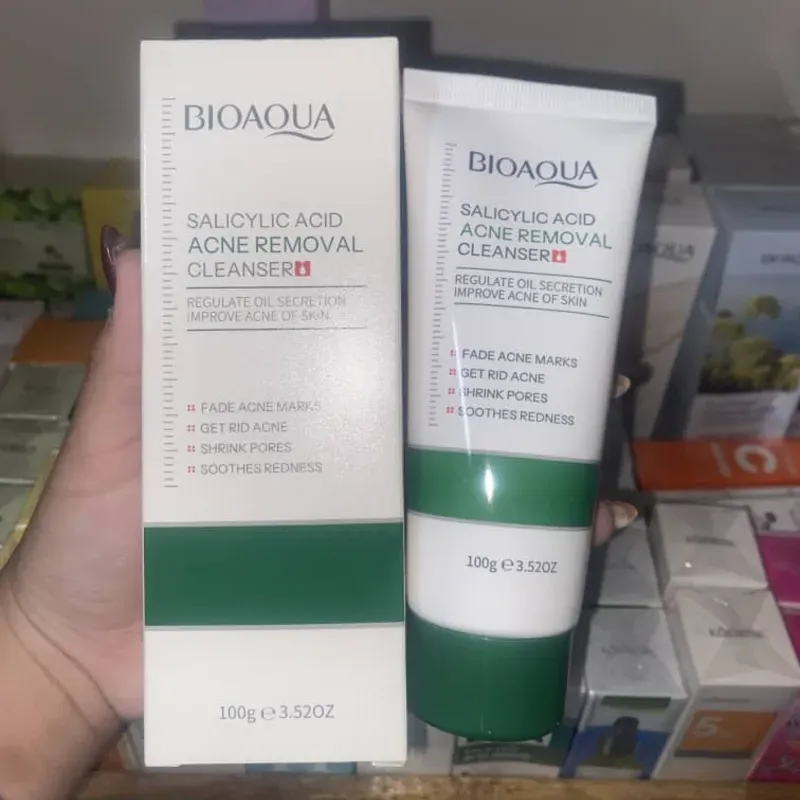 BIOAQUA
SALICYLIC ACID
ACNE REMOVAL
CLEANSER
REGULATE OIL SECRETION
IMPROVE ACNE OF SKIN
FADE ACNE MARKS
GET RID ACNE
SHRINK PORES
SOOTHES REDNESS
100g ℮ 3.52OZ
BIOAQUA
SALICYLIC ACID
ACNE REMOVAL
CLEANSER
REGULATE OIL SECRETION
IMPROVE ACNE OF SKIN
FADE ACNE MARKS
GET RID ACNE
SHRINK PORES
SOOTHES REDNESS
100g ℮ 3.52OZ
C
5